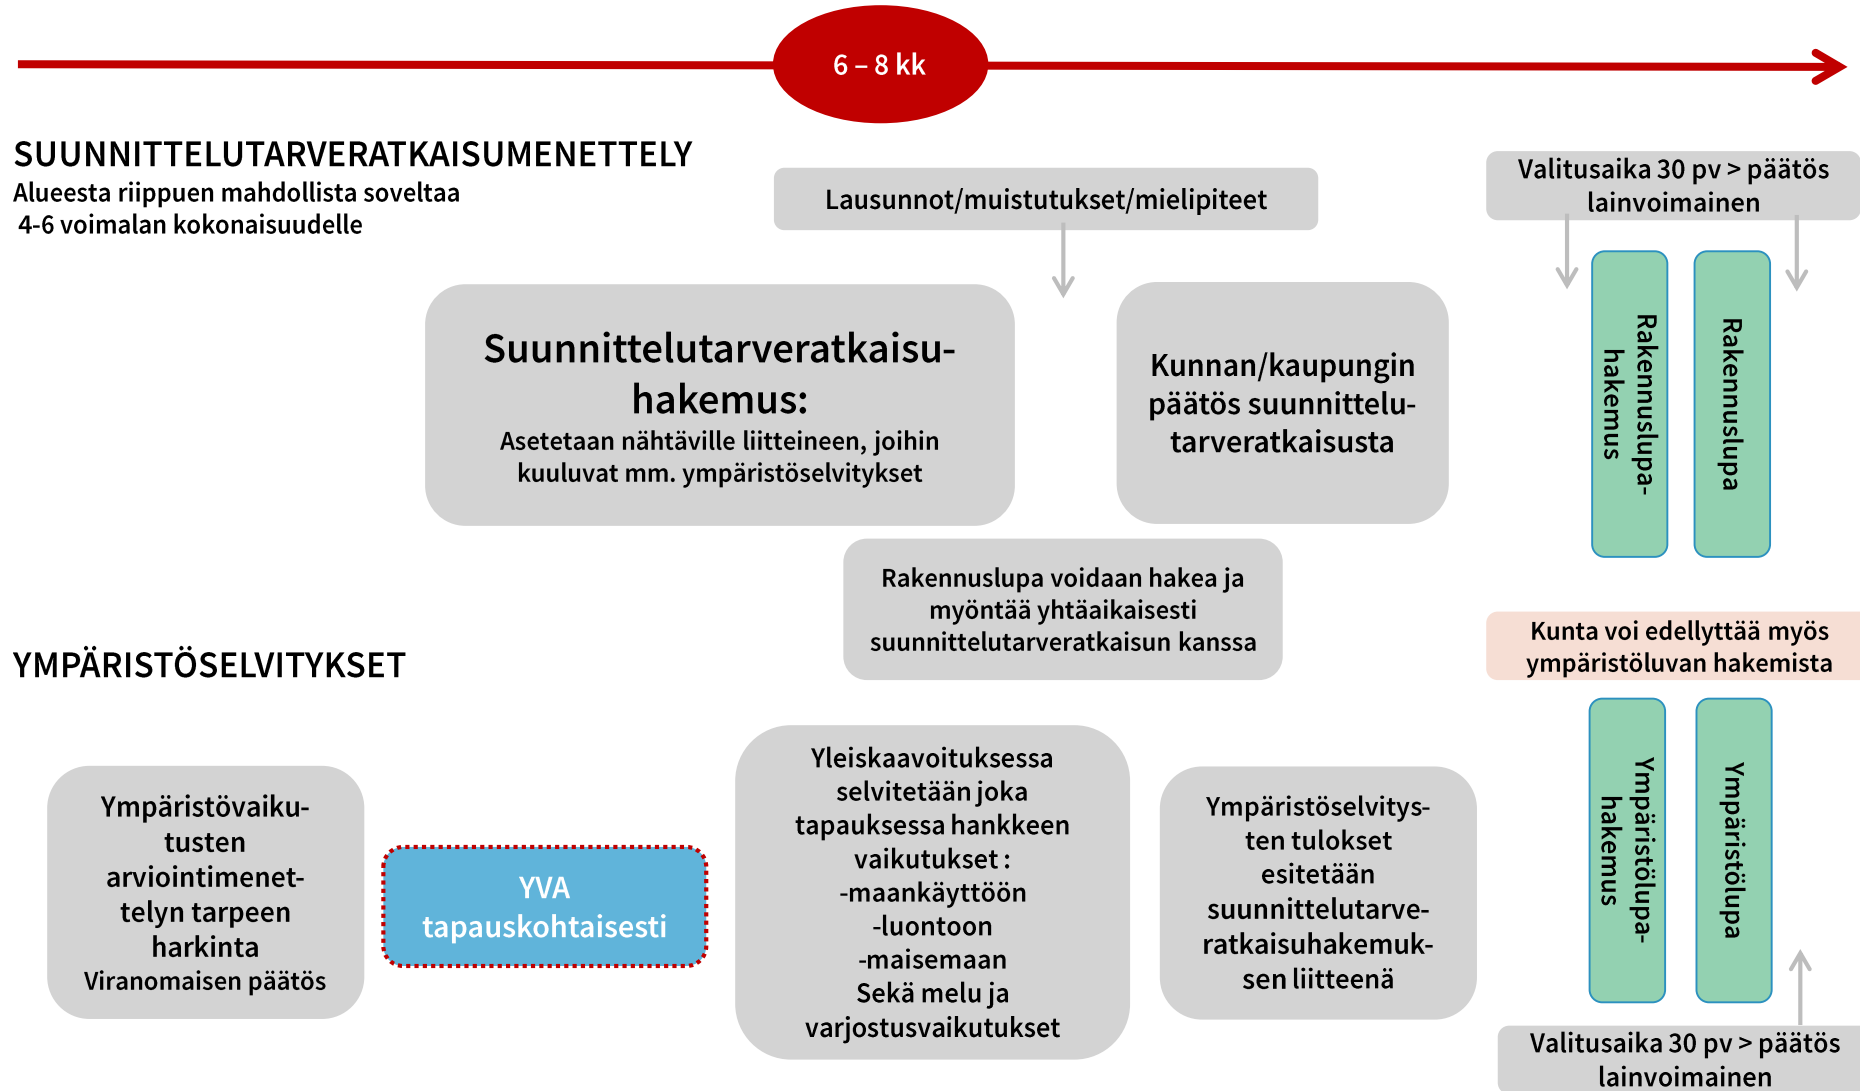 6 – 8 kk
SUUNNITTELUTARVERATKAISUMENETTELY
Alueesta riippuen mahdollista soveltaa
4-6 voimalan kokonaisuudelle
Lausunnot/muistutukset/mielipiteet
Valitusaika 30 pv > päätös
lainvoimainen
Suunnittelutarveratkaisu-
hakemus:
Asetetaan nähtäville liitteineen, joihin
kuuluvat mm. ympäristöselvitykset
Kunnan/kaupungin
päätös suunnittelu-
tarveratkaisusta
Rakennuslupa-
hakemus
Rakennuslupa
Rakennuslupa voidaan hakea ja
myöntää yhtäaikaisesti
suunnittelutarveratkaisun kanssa
Kunta voi edellyttää myös
ympäristöluvan hakemista
YMPÄRISTÖSELVITYKSET
Ympäristövaiku-
tusten
arviointimenet-
telyn tarpeen
harkinta
Viranomaisen päätös
YVA
tapauskohtaisesti
Yleiskaavoituksessa
selvitetään joka
tapauksessa hankkeen
vaikutukset :
-maankäyttöön
-luontoon
-maisemaan
Sekä melu ja
varjostusvaikutukset
Ympäristöselvitys-
ten tulokset
esitetään
suunnittelutarve-
ratkaisuhakemuk-
sen liitteenä
Ympäristölupa-
hakemus
Ympäristölupa
Valitusaika 30 pv > päätös
lainvoimainen